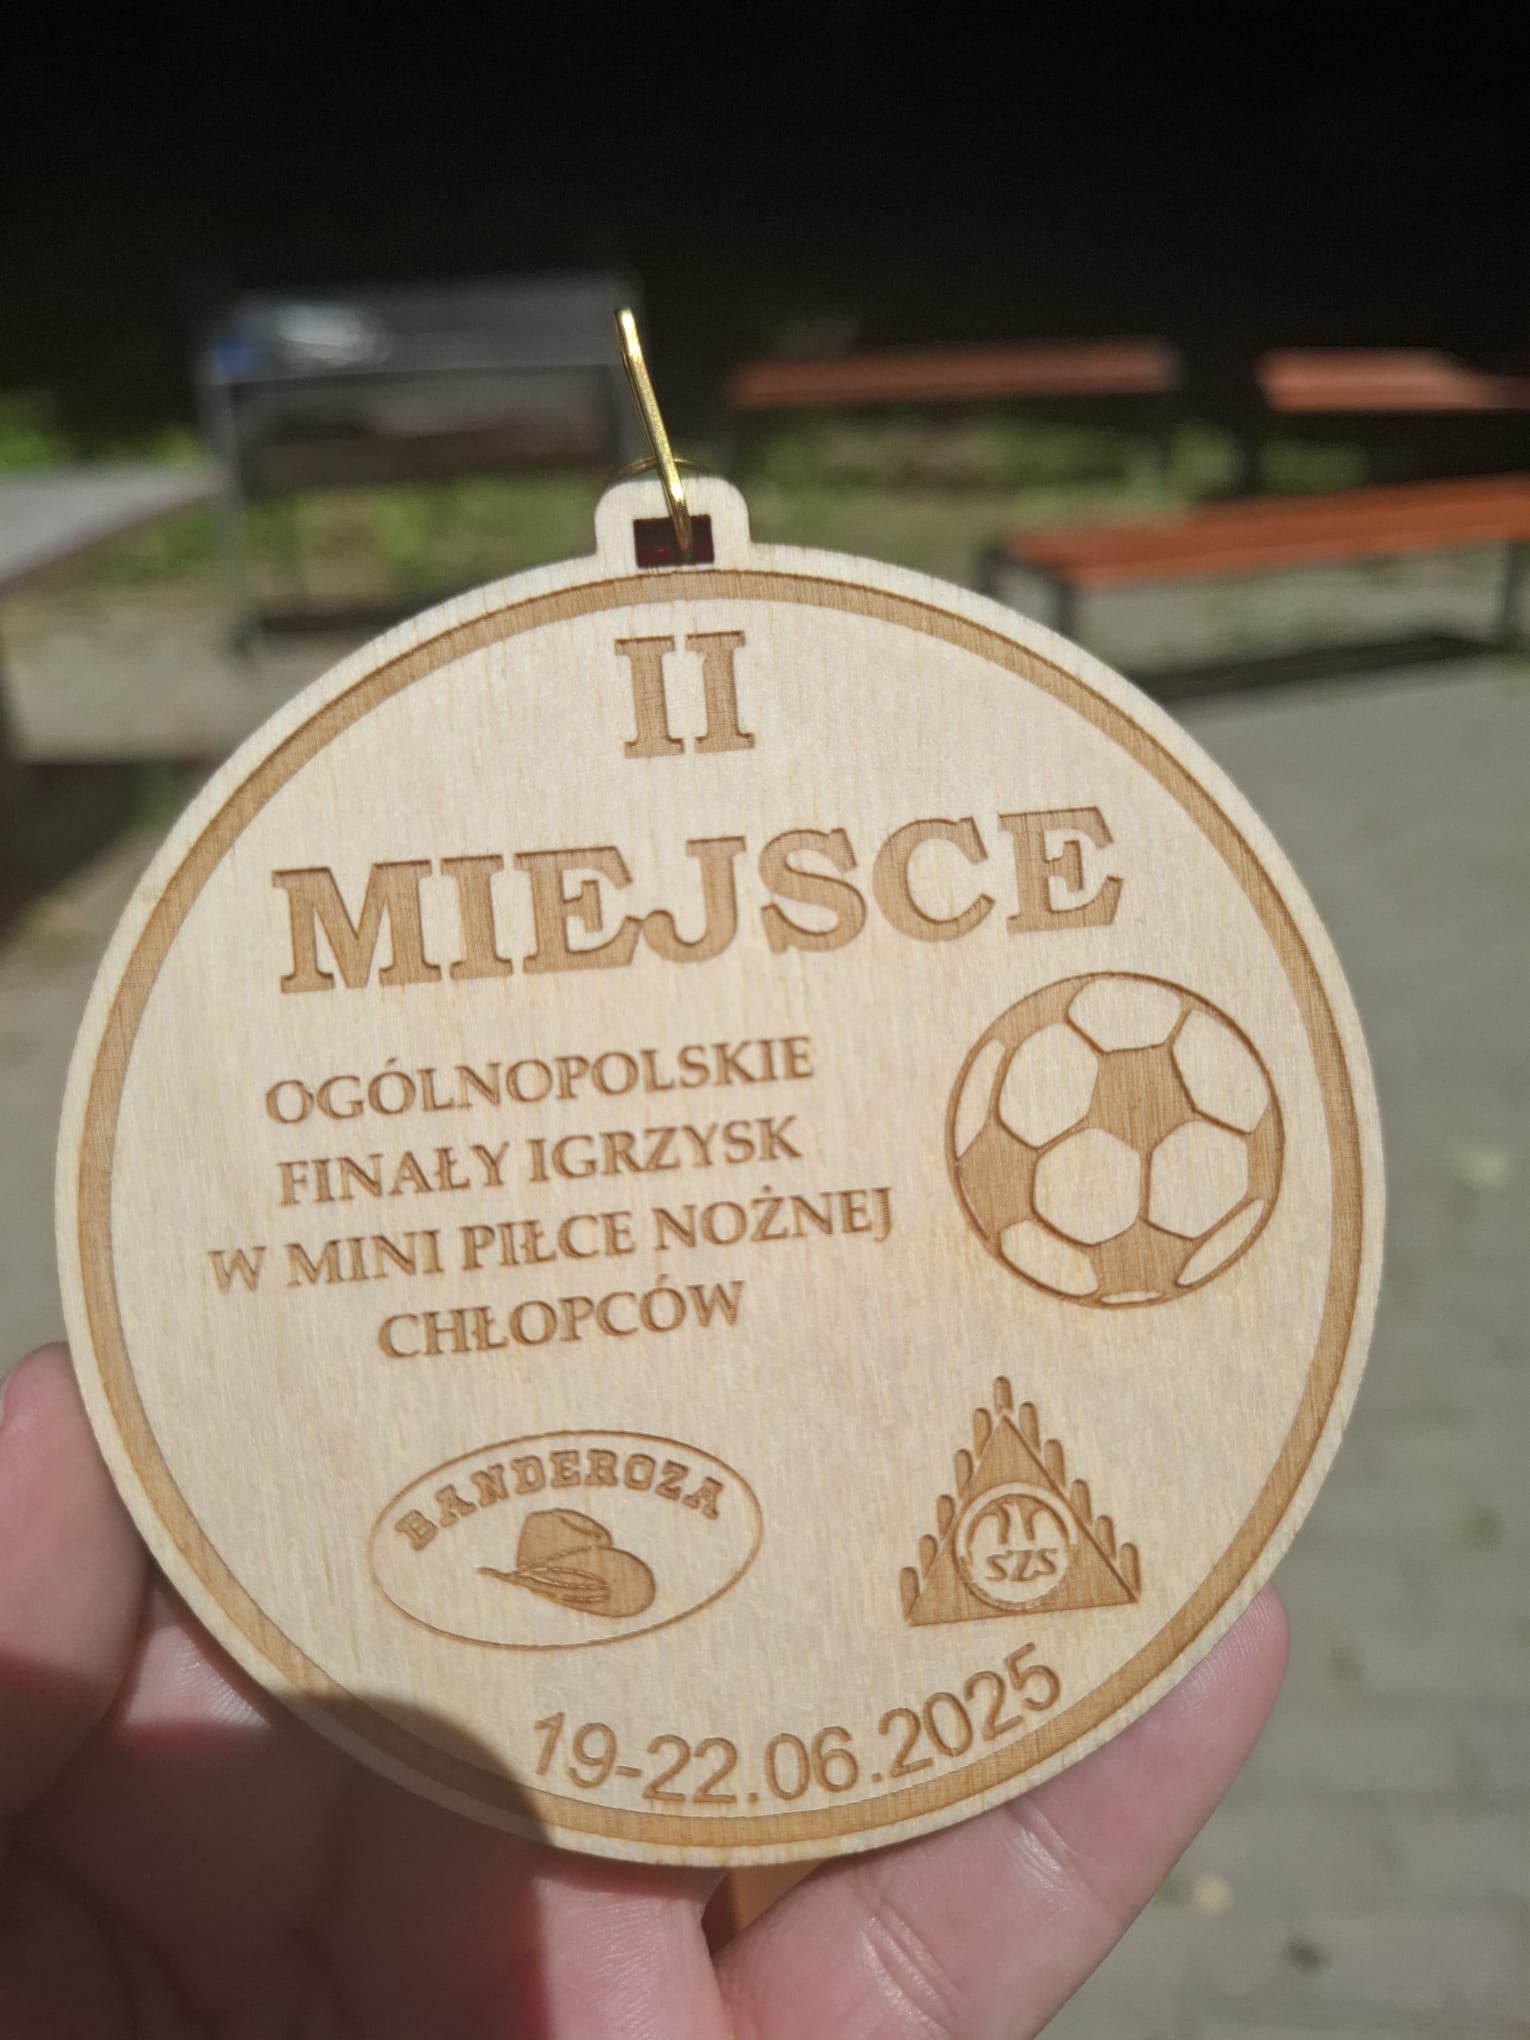 II
MIEJSCE
OGÓLNOPOLSKIE
FINAŁY IGRZYSK
W MINI PIŁCE NOŻNEJ
CHŁOPCÓW
BANDEROZA
SZS
19-22.06.2025